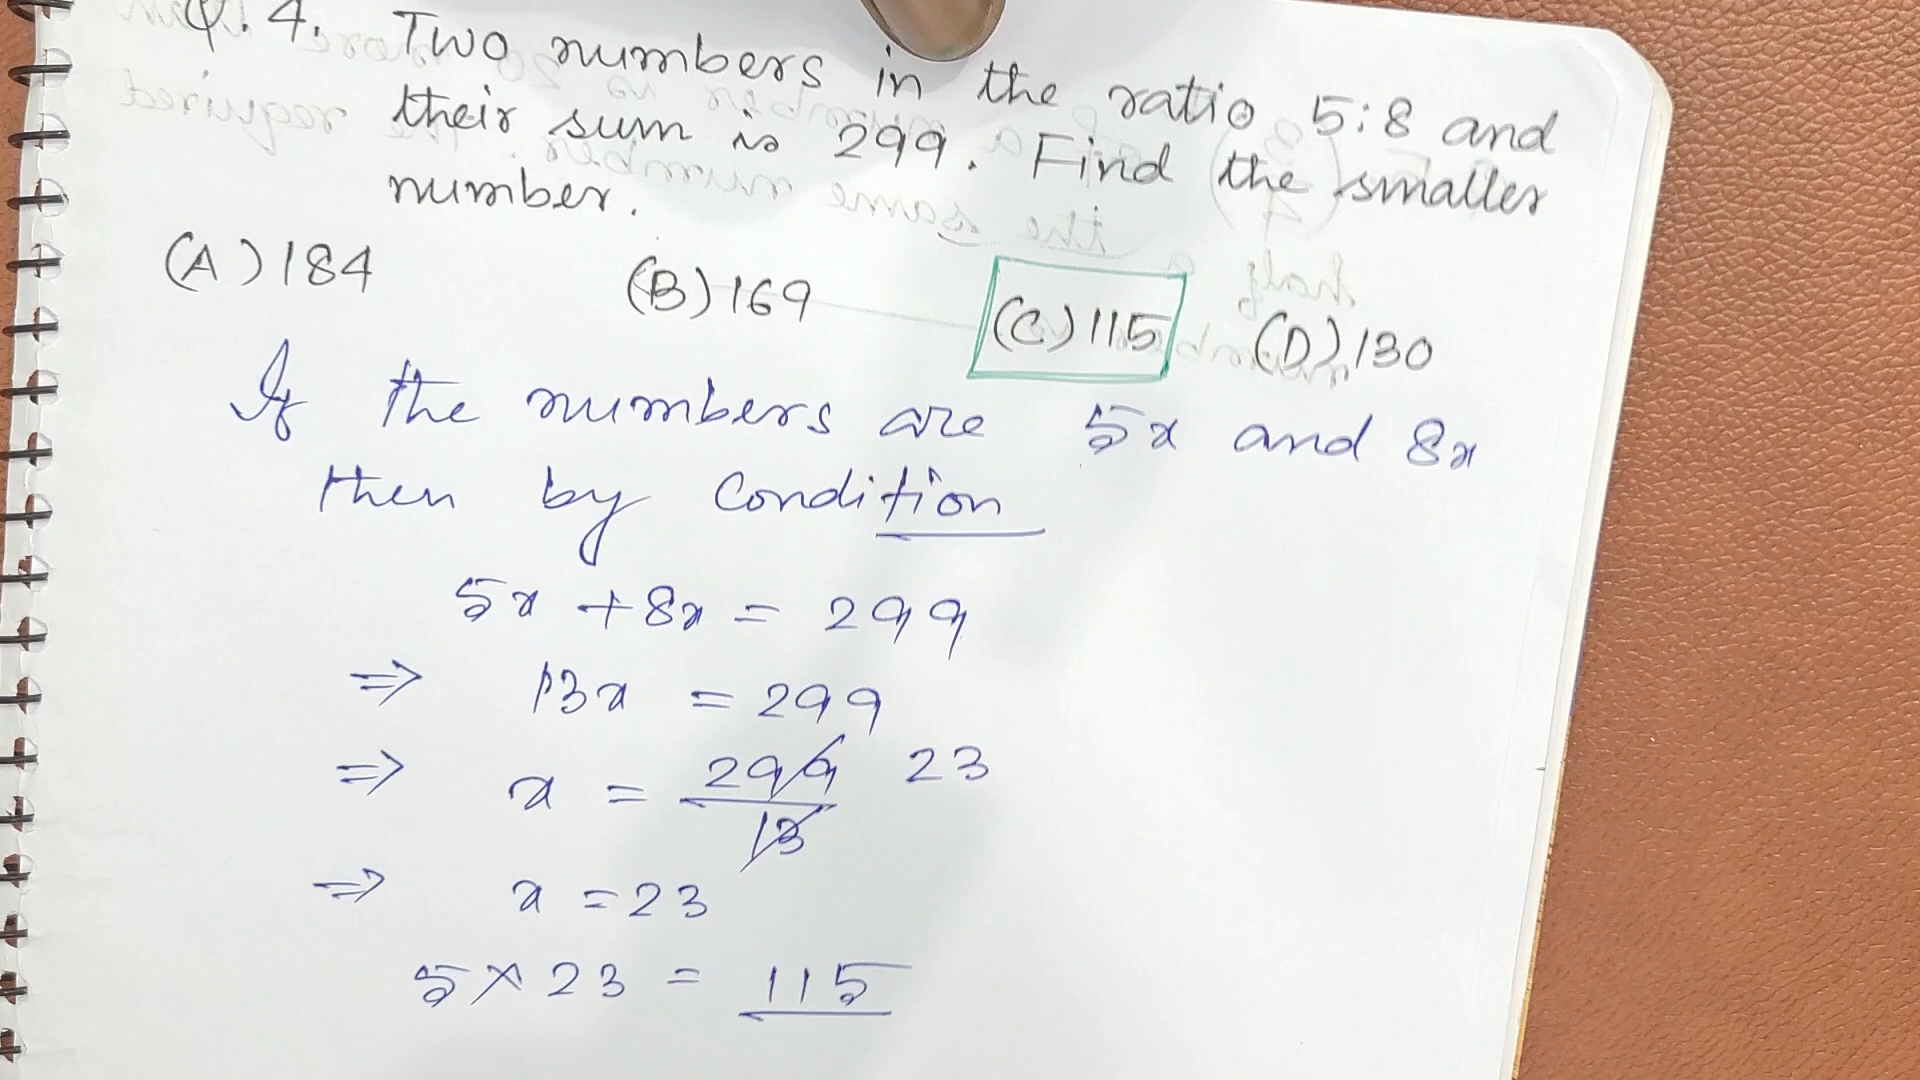 Q. 4. Two numbers in the ratio 5:8 and
their sum is 299. Find the smaller
number.
(A) 184 (B) 169 (C) 115 (D) 130
If the numbers are 5x and 8x
then by condition
5x + 8x = 299
⇒ 13x = 299
⇒ x = 299/13 23
⇒ x = 23
5 × 23 = 115